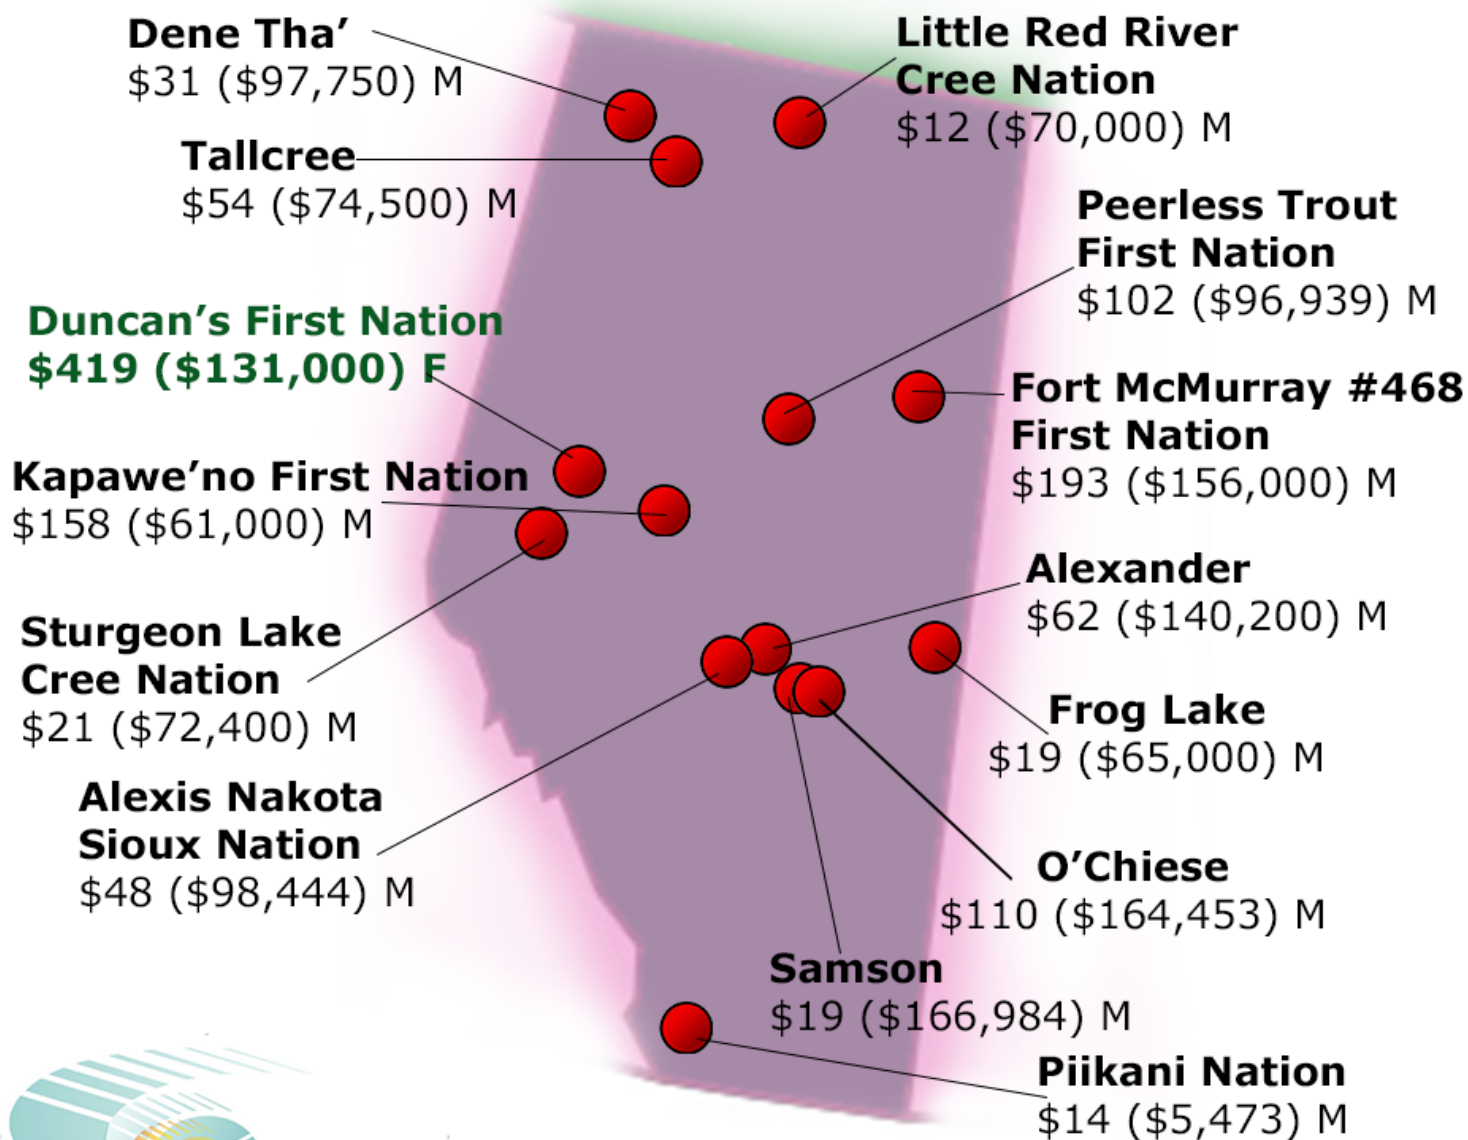 Dene Tha’
$31 ($97,750) M
Little Red River
Cree Nation
$12 ($70,000) M
Tallcree
$54 ($74,500) M
Peerless Trout
First Nation
$102 ($96,939) M
Duncan’s First Nation
$419 ($131,000) F
Fort McMurray #468
First Nation
$193 ($156,000) M
Kapawe’no First Nation
$158 ($61,000) M
Alexander
$62 ($140,200) M
Sturgeon Lake
Cree Nation
$21 ($72,400) M
Frog Lake
$19 ($65,000) M
Alexis Nakota
Sioux Nation
$48 ($98,444) M
O’Chiese
$110 ($164,453) M
Samson
$19 ($166,984) M
Piikani Nation
$14 ($5,473) M